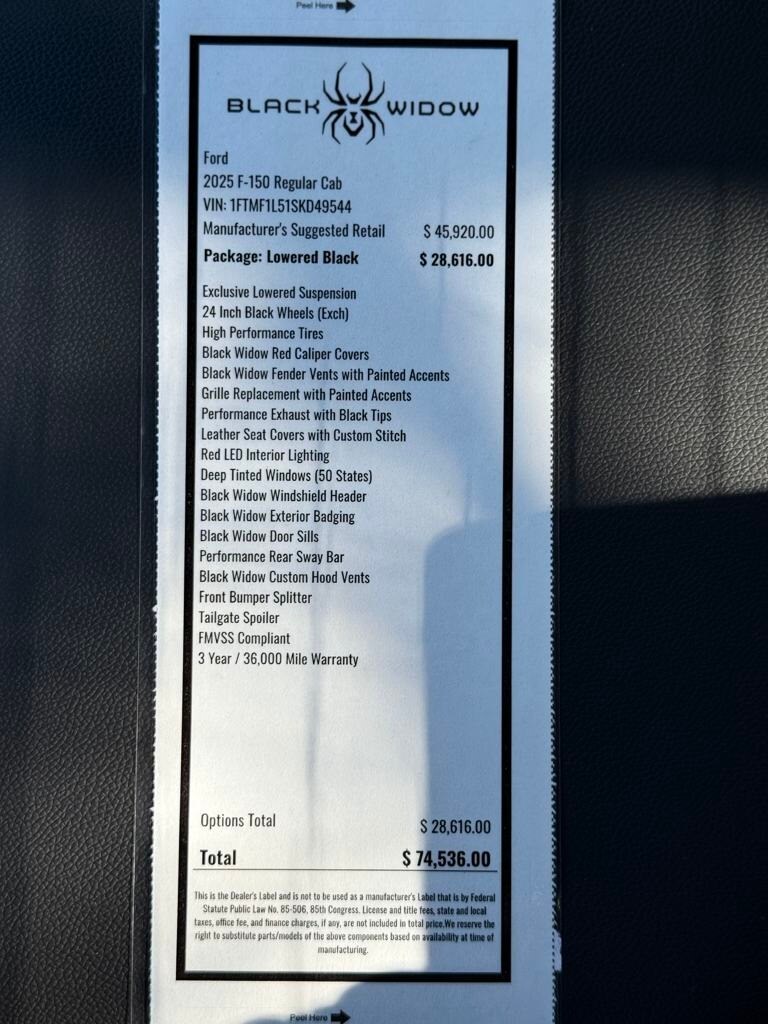 Peel Here
BLACK WIDOW
Ford
2025 F-150 Regular Cab
VIN: 1FTMF1L51SKD49544
Manufacturer's Suggested Retail $ 45,920.00
Package: Lowered Black $ 28,616.00
Exclusive Lowered Suspension
24 Inch Black Wheels (Exch)
High Performance Tires
Black Widow Red Caliper Covers
Black Widow Fender Vents with Painted Accents
Grille Replacement with Painted Accents
Performance Exhaust with Black Tips
Leather Seat Covers with Custom Stitch
Red LED Interior Lighting
Deep Tinted Windows (50 States)
Black Widow Windshield Header
Black Widow Exterior Badging
Black Widow Door Sills
Performance Rear Sway Bar
Black Widow Custom Hood Vents
Front Bumper Splitter
Tailgate Spoiler
FMVSS Compliant
3 Year / 36,000 Mile Warranty
Options Total $ 28,616.00
Total $ 74,536.00
This is the Dealer's Label and is not to be used as a manufacturer's Label that is by Federal
Statute Public Law No. 85-506, 85th Congress. License and title fees, state and local
taxes, office fee, and finance charges, if any, are not included in total price.We reserve the
right to substitute parts/models of the above components based on availability at time of
manufacturing.
Peel Here